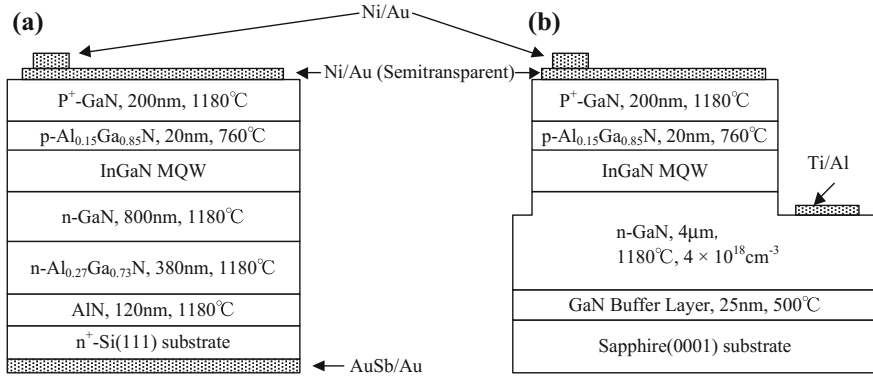 (a)
Ni/Au
(b)
Ni/Au (Semitransparent)
P⁺-GaN, 200nm, 1180℃
p-Al₀.₁₅Ga₀.₈₅N, 20nm, 760℃
InGaN MQW
n-GaN, 800nm, 1180℃
n-Al₀.₂₇Ga₀.₇₃N, 380nm, 1180℃
AlN, 120nm, 1180℃
n⁺-Si(111) substrate
AuSb/Au
P⁺-GaN, 200nm, 1180℃
p-Al₀.₁₅Ga₀.₈₅N, 20nm, 760℃
InGaN MQW
Ti/Al
n-GaN, 4μm,
1180℃, 4 × 10¹⁸cm⁻³
GaN Buffer Layer, 25nm, 500℃
Sapphire(0001) substrate